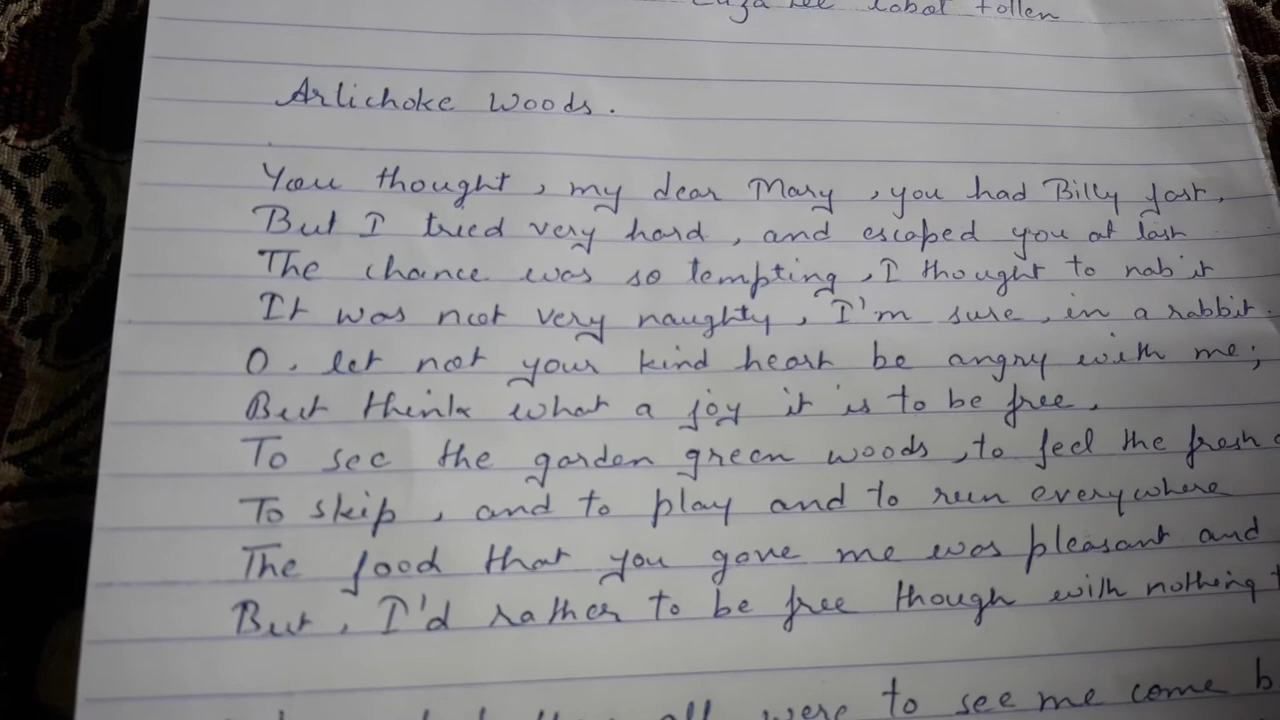 Eliza Lee Cabot Follen
Artichoke Woods.
You thought, my dear Mary, you had Billy fast,
But I tried very hard, and escaped you at last
The chance was so tempting, I thought to nab it
It was not very naughty, I'm sure, in a rabbit.
O, let not your kind heart be angry with me;
But think what a joy it is to be free,
To see the garden green woods, to feel the fresh
To skip, and to play and to run everywhere
The food that you gave me was pleasant and
But, I'd rather to be free though with nothing
all were to see me come